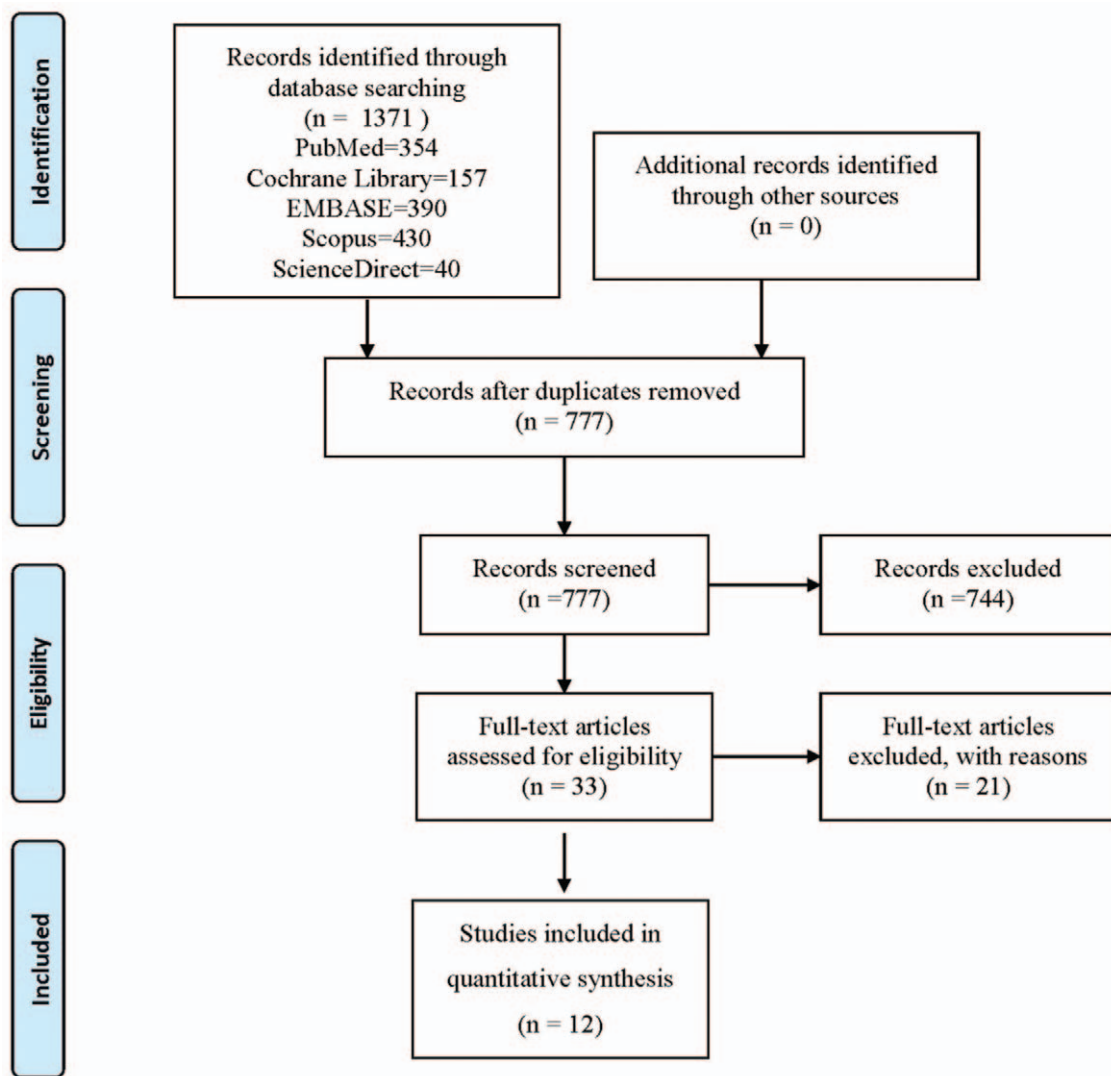 Identification
Records identified through
database searching
(n = 1371 )
PubMed=354
Cochrane Library=157
EMBASE=390
Scopus=430
ScienceDirect=40
Additional records identified
through other sources
(n = 0)
Screening
Records after duplicates removed
(n = 777)
Records screened
(n =777)
Records excluded
(n =744)
Eligibility
Full-text articles
assessed for eligibility
(n = 33)
Full-text articles
excluded, with reasons
(n = 21)
Included
Studies included in
quantitative synthesis
(n = 12)